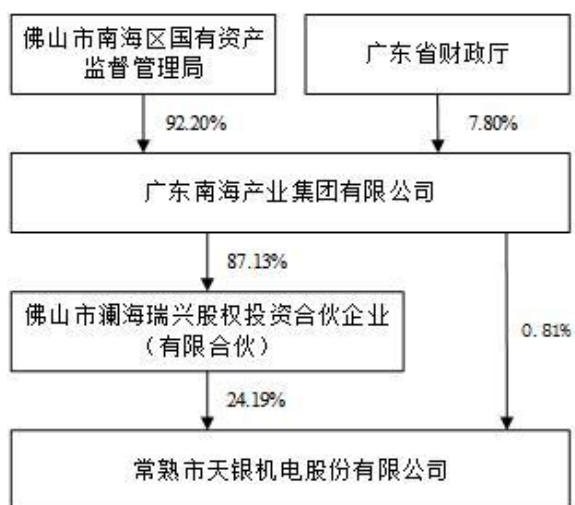 佛山市南海区国有资产
监督管理局
广东省财政厅
92.20%
7.80%
广东南海产业集团有限公司
87.13%
佛山市澜海瑞兴股权投资合伙企业
（有限合伙）
0.81%
24.19%
常熟市天银机电股份有限公司